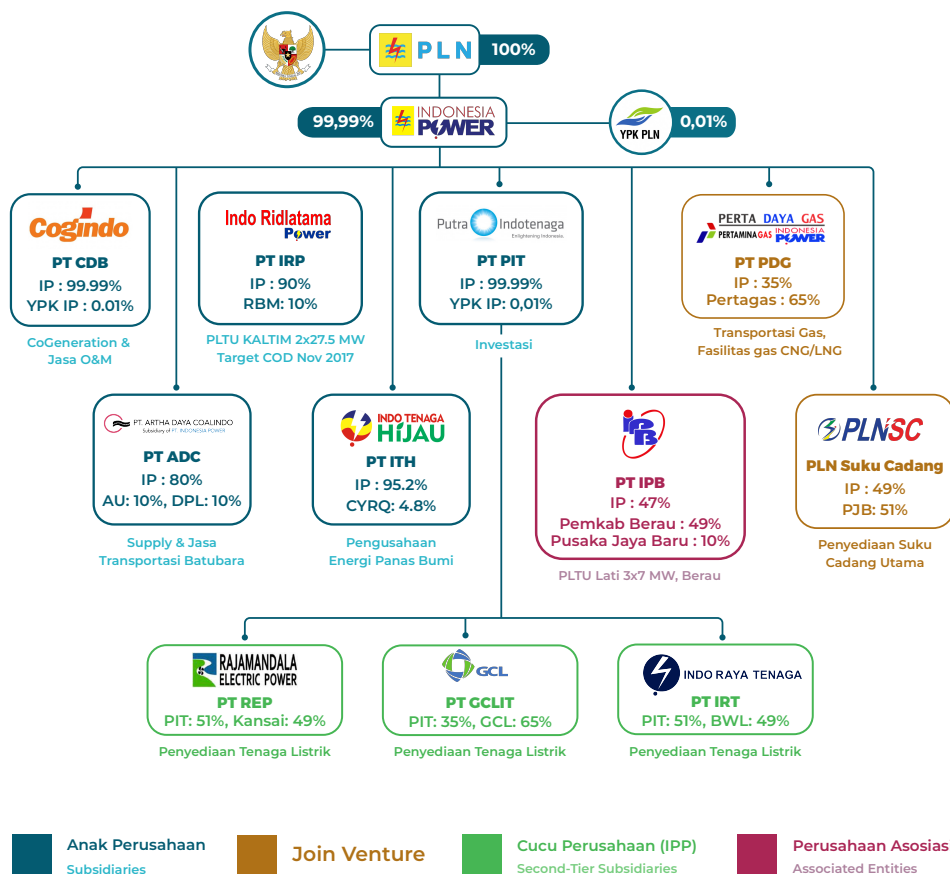 PLN
100%
99,99%
INDONESIA
POWER
YPK PLN
0,01%
Cogindo
PT CDB
IP : 99.99%
YPK IP : 0.01%
CoGeneration &
Jasa O&M
Indo Ridlatama
Power
PT IRP
IP : 90%
RBM: 10%
PLTU KALTIM 2x27.5 MW
Target COD Nov 2017
Putra Indotenaga
Enlightening Indonesia.
PT PIT
IP : 99.99%
YPK IP: 0,01%
Investasi
PERTA DAYA GAS
PERTAMINA GAS
INDONESIA
POWER
PT PDG
IP : 35%
Pertagas : 65%
Transportasi Gas,
Fasilitas gas CNG/LNG
PT. ARTHA DAYA COALINDO
Subsidiary of PT. INDONESIA POWER
PT ADC
IP : 80%
AU: 10%, DPL: 10%
Supply & Jasa
Transportasi Batubara
INDO TENAGA
HIJAU
PT ITH
IP : 95.2%
CYRQ: 4.8%
Pengusahaan
Energi Panas Bumi
IPB
PT IPB
IP : 47%
Pemkab Berau : 49%
Pusaka Jaya Baru : 10%
PLTU Lati 3x7 MW, Berau
PLNSC
PLN Suku Cadang
IP : 49%
PJB: 51%
Penyediaan Suku
Cadang Utama
RAJAMANDALA
ELECTRIC POWER
PT REP
PIT: 51%, Kansai: 49%
Penyediaan Tenaga Listrik
GCL
PT GCLIT
PIT: 35%, GCL: 65%
Penyediaan Tenaga Listrik
INDO RAYA TENAGA
PT IRT
PIT: 51%, BWL: 49%
Penyediaan Tenaga Listrik
Anak Perusahaan
Subsidiaries
Join Venture
Cucu Perusahaan (IPP)
Second-Tier Subsidiaries
Perusahaan Asosias
Associated Entities